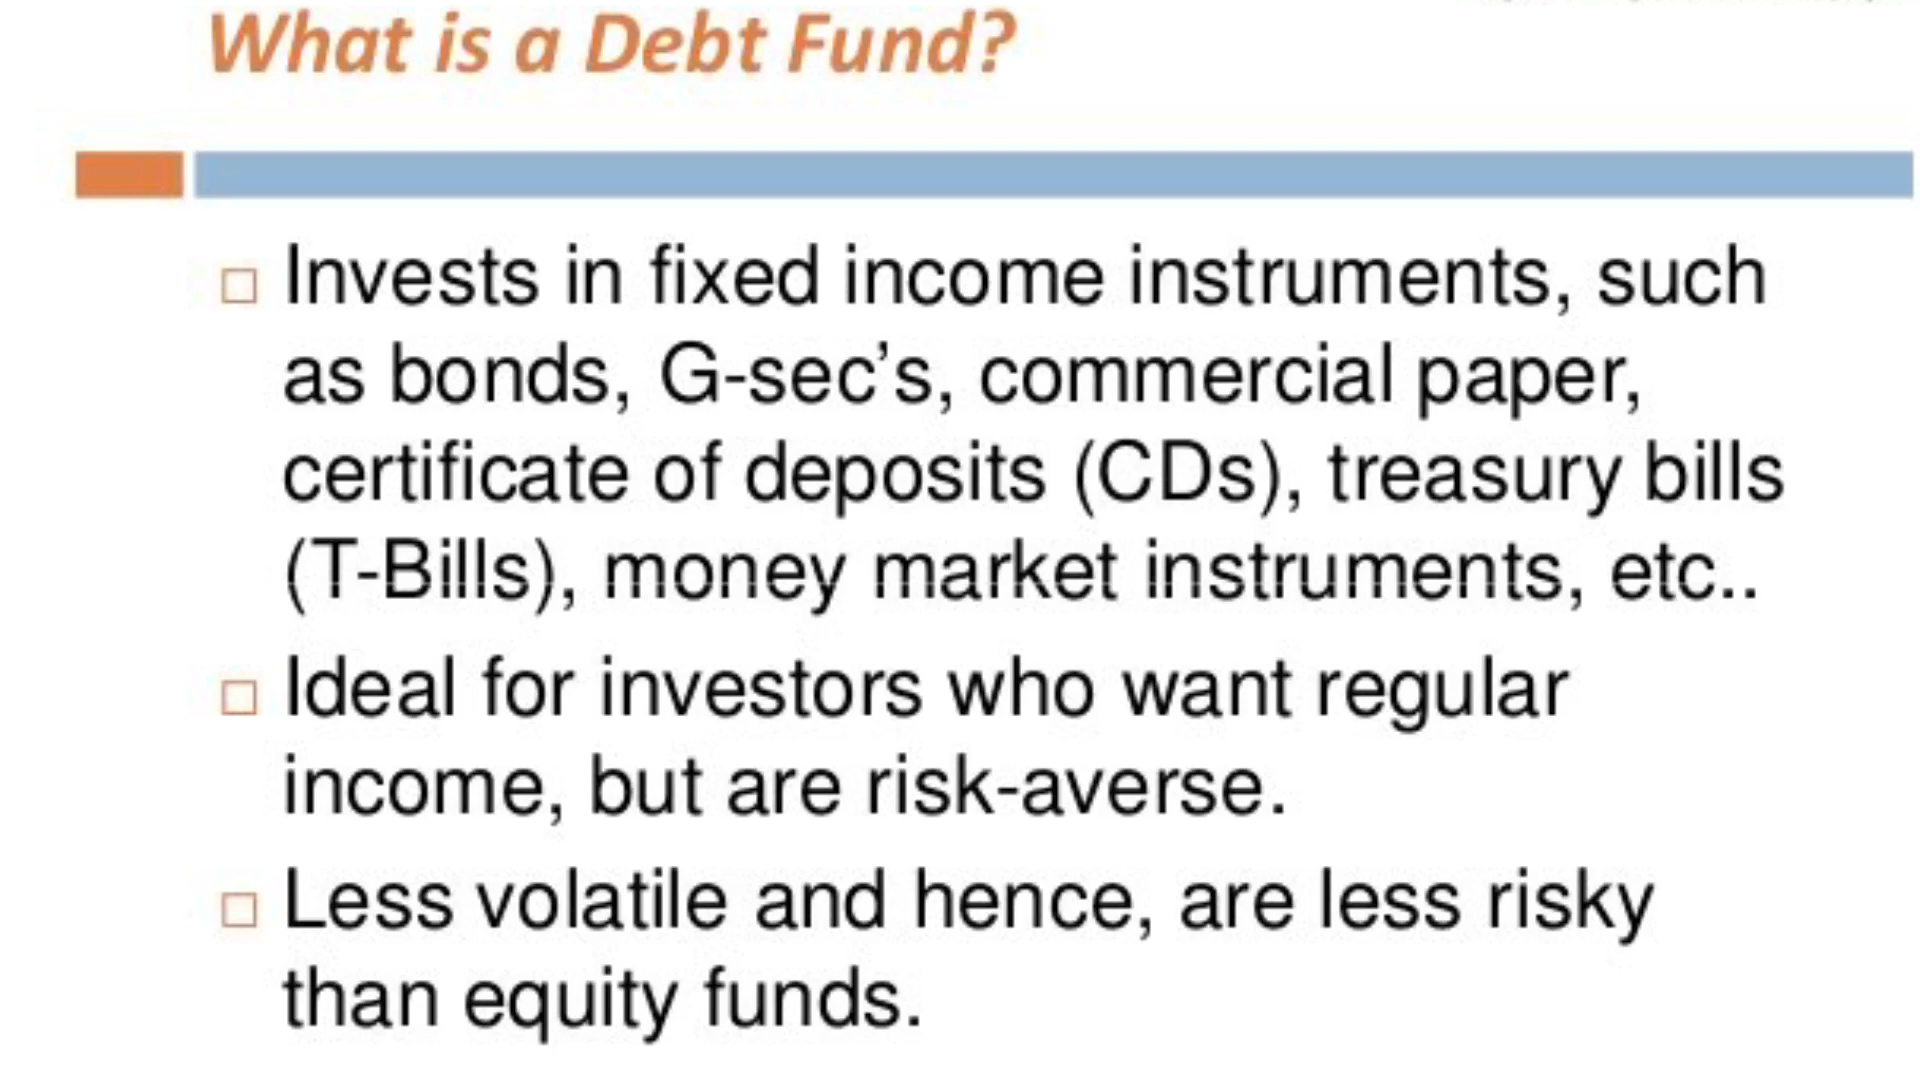 What is a Debt Fund?
Invests in fixed income instruments, such
as bonds, G-sec’s, commercial paper,
certificate of deposits (CDs), treasury bills
(T-Bills), money market instruments, etc..
Ideal for investors who want regular
income, but are risk-averse.
Less volatile and hence, are less risky
than equity funds.